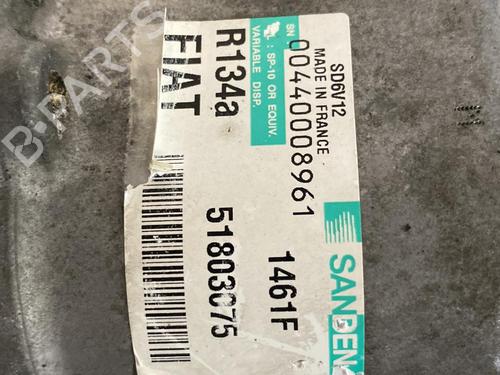 SD6V12
MADE IN FRANCE
SN 00440008961
SANDEN
: SP-10 OR EQUIV.
VARIABLE DISP.
R134a
FIAT
1461F
51803075
B-PARTS